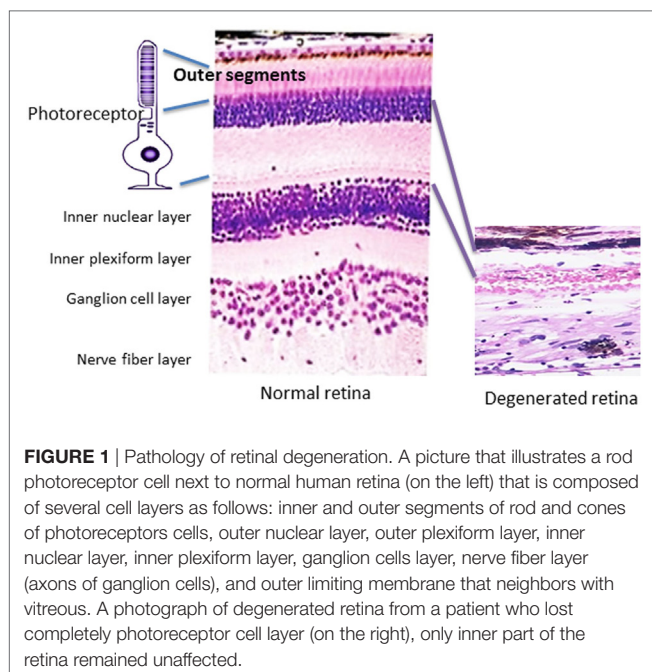 Outer segments
Photoreceptor
Inner nuclear layer
Inner plexiform layer
Ganglion cell layer
Nerve fiber layer
Normal retina
Degenerated retina
FIGURE 1 | Pathology of retinal degeneration. A picture that illustrates a rod
photoreceptor cell next to normal human retina (on the left) that is composed
of several cell layers as follows: inner and outer segments of rod and cones
of photoreceptors cells, outer nuclear layer, outer plexiform layer, inner
nuclear layer, inner plexiform layer, ganglion cells layer, nerve fiber layer
(axons of ganglion cells), and outer limiting membrane that neighbors with
vitreous. A photograph of degenerated retina from a patient who lost
completely photoreceptor cell layer (on the right), only inner part of the
retina remained unaffected.